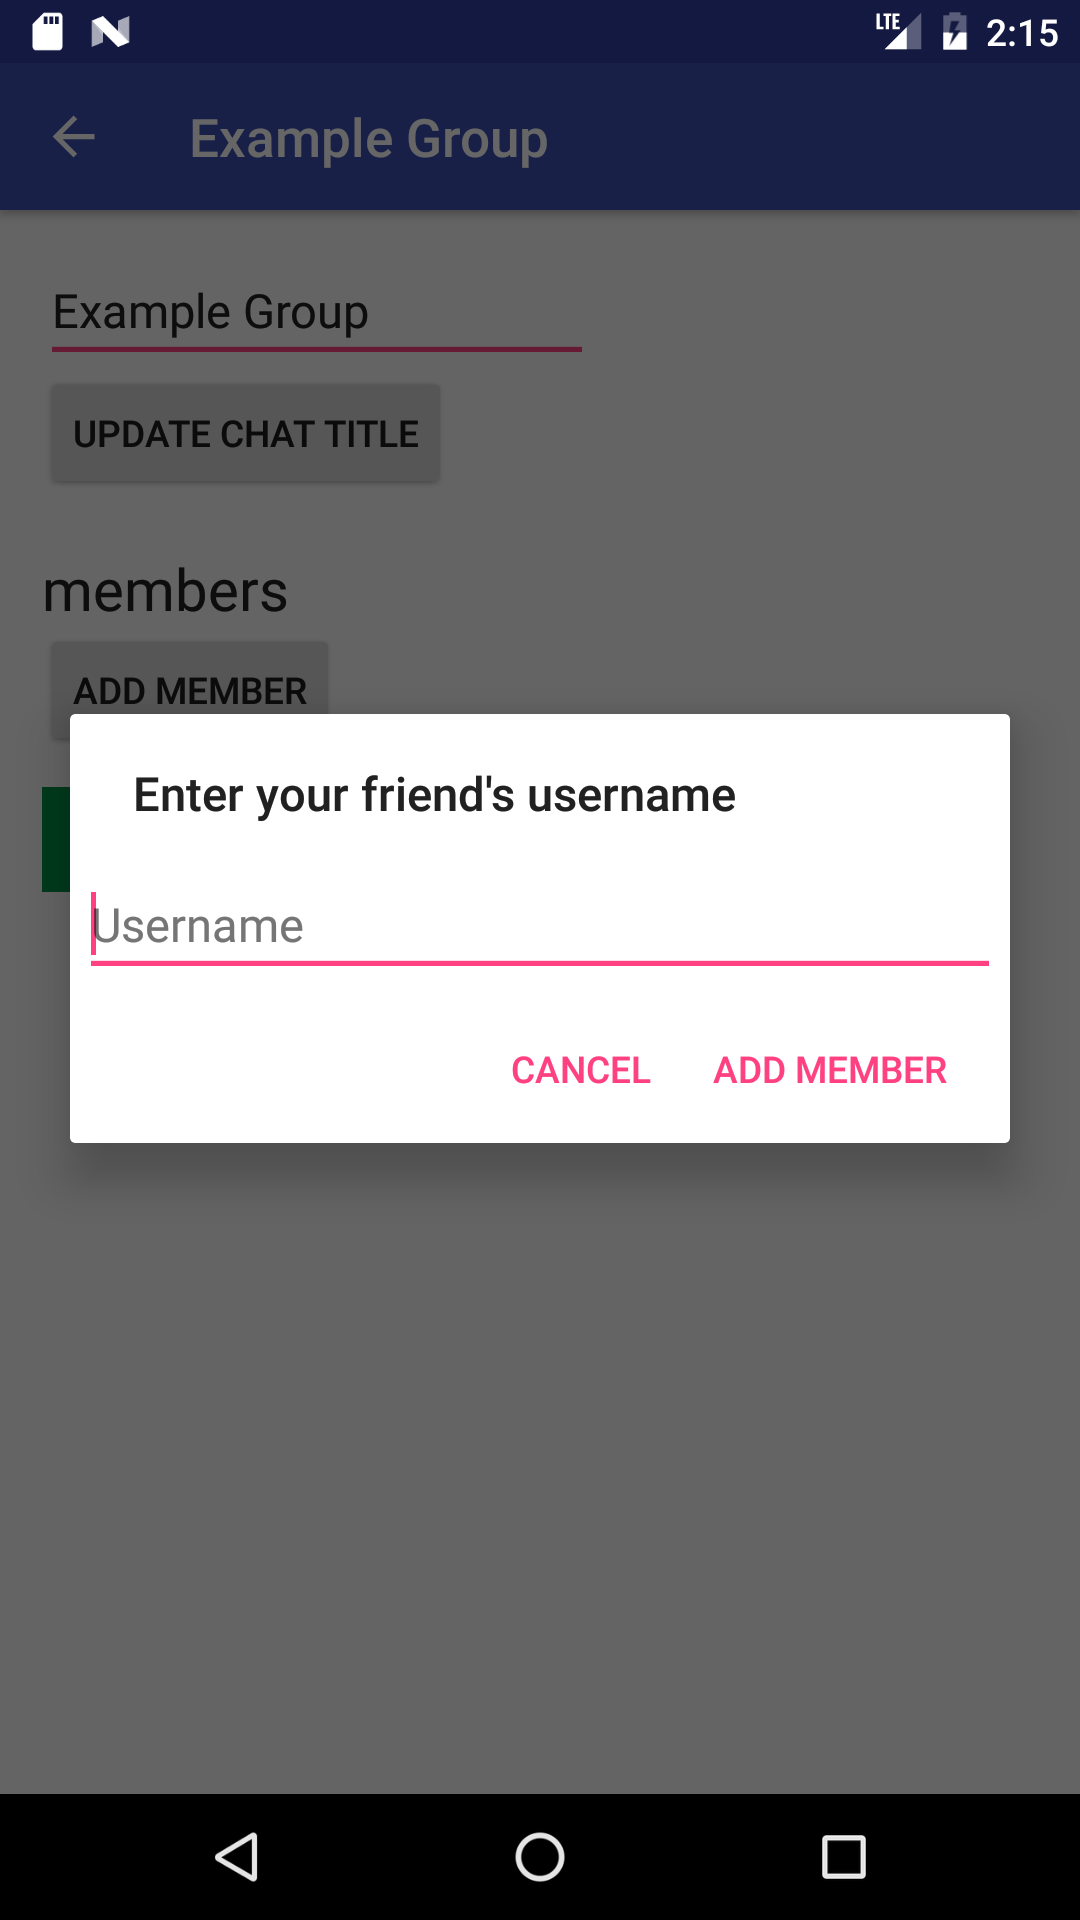 LTE 2:15
Example Group
Example Group
UPDATE CHAT TITLE
members
ADD MEMBER
Enter your friend's username
Username
CANCEL ADD MEMBER